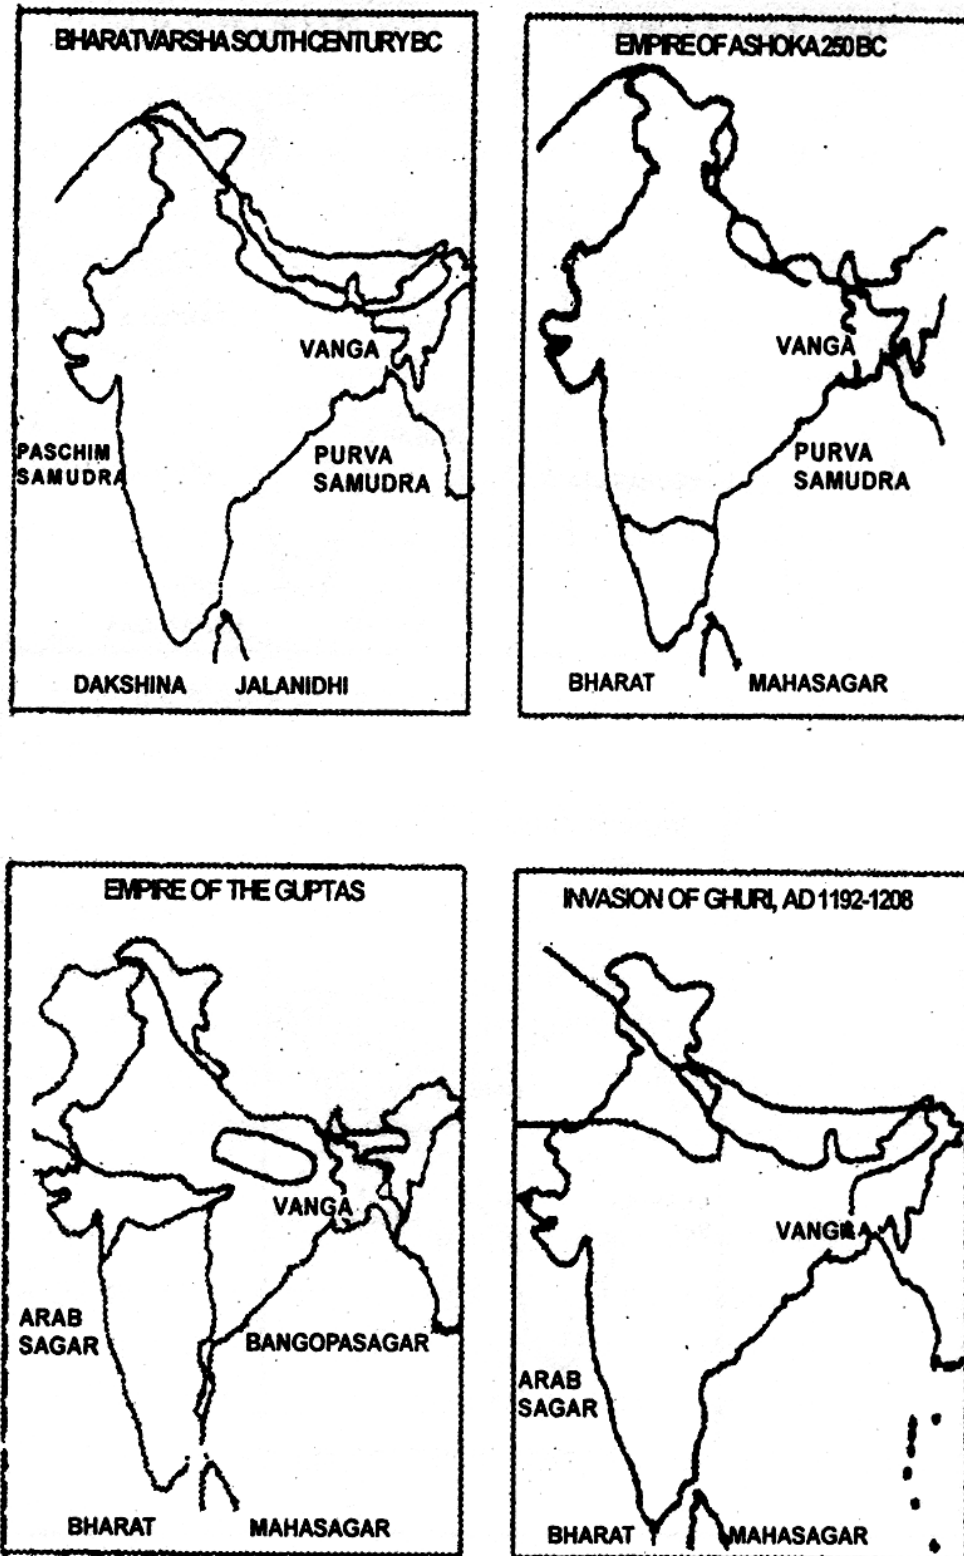 BHARATVARSHA SOUTH CENTURY BC
VANGA
PASCHIM
SAMUDRA
PURVA
SAMUDRA
DAKSHINA JALANIDHI
EMPIRE OF ASHOKA 250 BC
VANGA
PURVA
SAMUDRA
BHARAT MAHASAGAR
EMPIRE OF THE GUPTAS
VANGA
ARAB
SAGAR
BANGOPASAGAR
BHARAT MAHASAGAR
INVASION OF GHURI, AD 1192-1208
ARAB
SAGAR
BHARAT MAHASAGAR